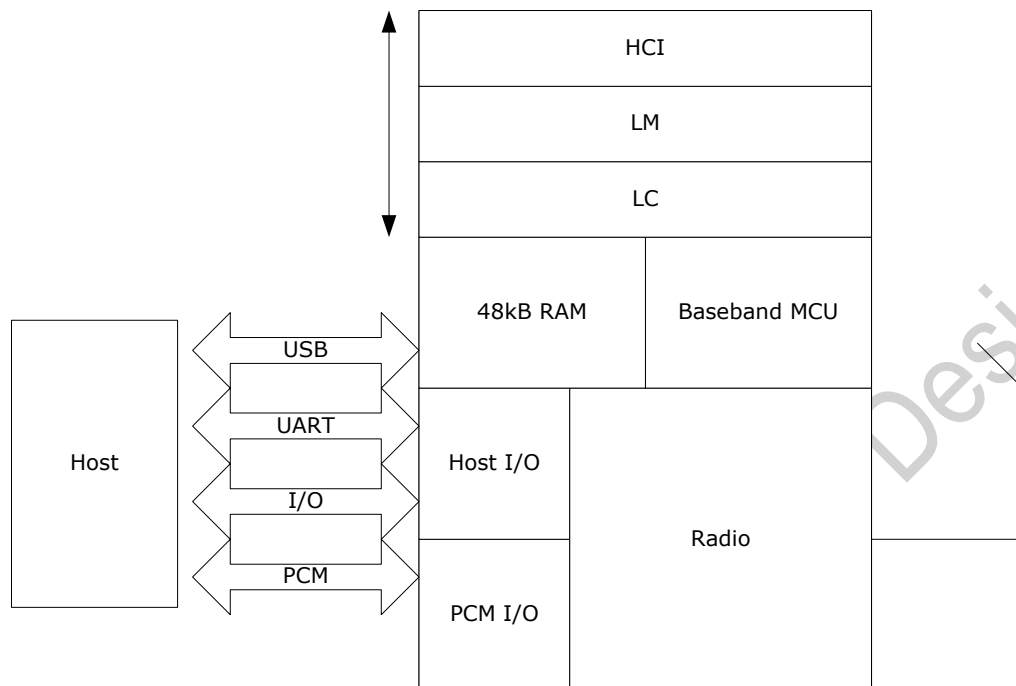 HCI
LM
LC
48kB RAM
Baseband MCU
USB
UART
Host
Host I/O
I/O
Radio
PCM
PCM I/O